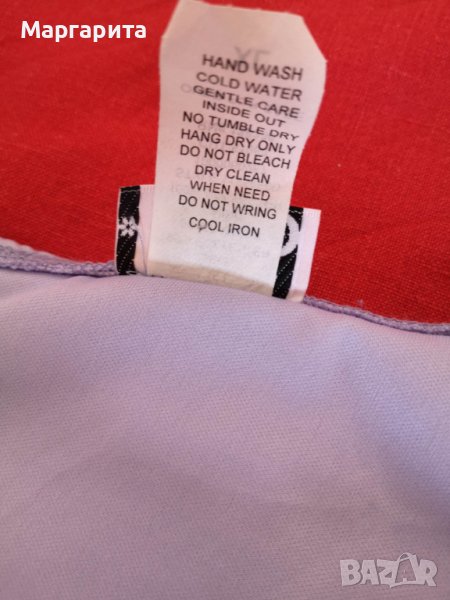 Маргарита
HAND WASH
COLD WATER
GENTLE CARE
INSIDE OUT
NO TUMBLE DRY
HANG DRY ONLY
DO NOT BLEACH
DRY CLEAN
WHEN NEED
DO NOT WRING
COOL IRON
BAZAR